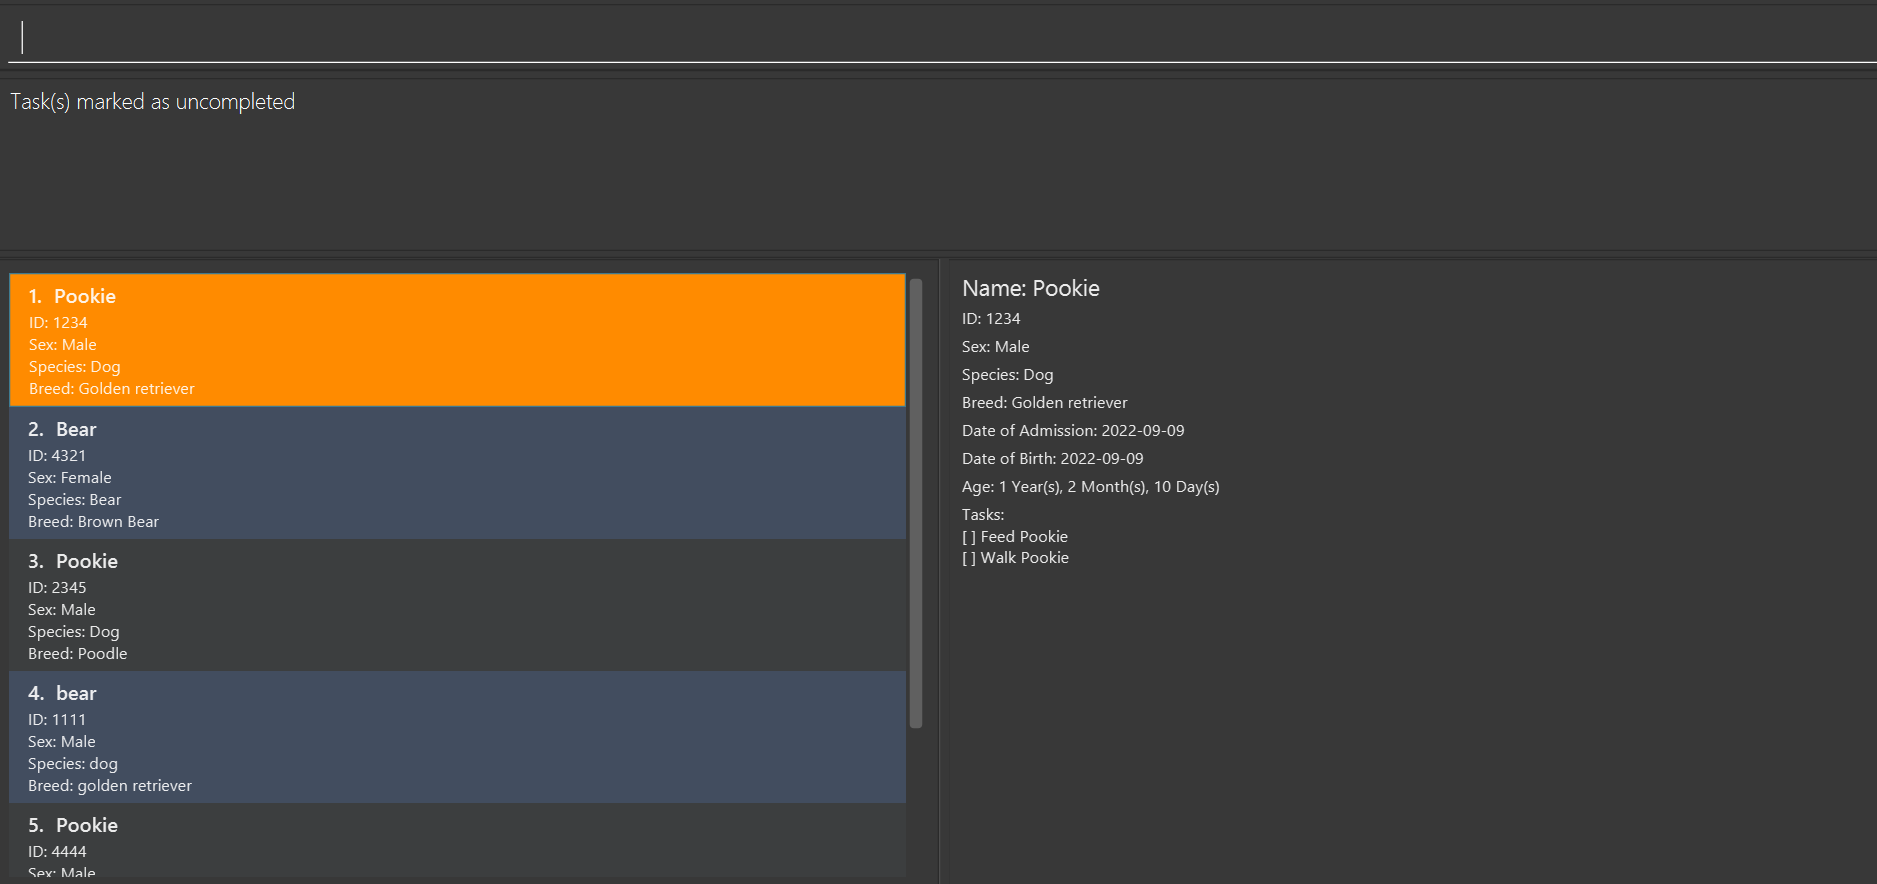 Task(s) marked as uncompleted
1. Pookie
ID: 1234
Sex: Male
Species: Dog
Breed: Golden retriever
2. Bear
ID: 4321
Sex: Female
Species: Bear
Breed: Brown Bear
3. Pookie
ID: 2345
Sex: Male
Species: Dog
Breed: Poodle
4. bear
ID: 1111
Sex: Male
Species: dog
Breed: golden retriever
5. Pookie
ID: 4444
Sex: Male
Name: Pookie
ID: 1234
Sex: Male
Species: Dog
Breed: Golden retriever
Date of Admission: 2022-09-09
Date of Birth: 2022-09-09
Age: 1 Year(s), 2 Month(s), 10 Day(s)
Tasks:
[ ] Feed Pookie
[ ] Walk Pookie